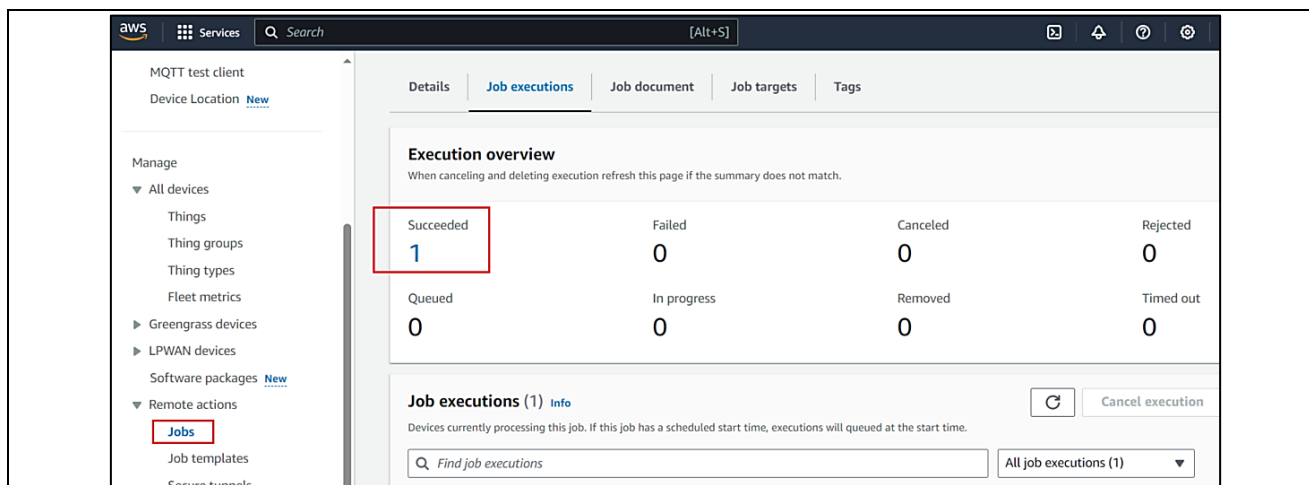 aws
Services
Search
[Alt+S]
MQTT test client
Device Location New
Manage
All devices
Things
Thing groups
Thing types
Fleet metrics
Greengrass devices
LPWAN devices
Software packages New
Remote actions
Jobs
Job templates
Secure tunnels
Details
Job executions
Job document
Job targets
Tags
Execution overview
When canceling and deleting execution refresh this page if the summary does not match.
Succeeded
1
Failed
0
Canceled
0
Rejected
0
Queued
0
In progress
0
Removed
0
Timed out
0
Job executions (1) Info
Cancel execution
Devices currently processing this job. If this job has a scheduled start time, executions will queued at the start time.
Find job executions
All job executions (1)